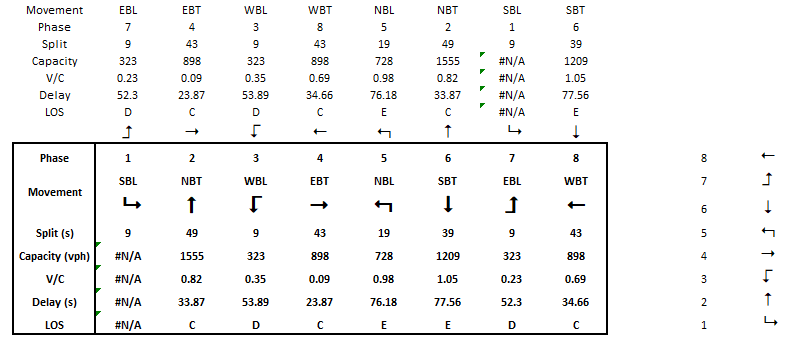 Movement EBL EBT WBL WBT NBL NBT SBL SBT
Phase 7 4 3 8 5 2 1 6
Split 9 43 9 43 19 49 9 39
Capacity 323 898 323 898 728 1555 #N/A 1209
V/C 0.23 0.09 0.35 0.69 0.98 0.82 #N/A 1.05
Delay 52.3 23.87 53.89 34.66 76.18 33.87 #N/A 77.56
LOS D C D C E C #N/A E
Phase 1 2 3 4 5 6 7 8 8
Movement SBL NBT WBL EBT NBL SBT EBL WBT 7
6
Split (s) 9 49 9 43 19 39 9 43 5
Capacity (vph) #N/A 1555 323 898 728 1209 323 898 4
V/C #N/A 0.82 0.35 0.09 0.98 1.05 0.23 0.69 3
Delay (s) #N/A 33.87 53.89 23.87 76.18 77.56 52.3 34.66 2
LOS #N/A C D C E E D C 1